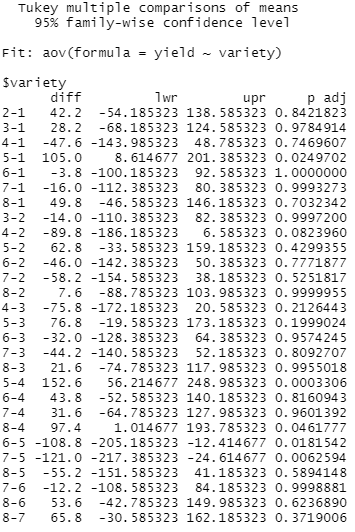 Tukey multiple comparisons of means
95% family-wise confidence level
Fit: aov(formula = yield ~ variety)
$variety
diff lwr upr p adj
2-1 42.2 -54.185323 138.585323 0.8421823
3-1 28.2 -68.185323 124.585323 0.9784914
4-1 -47.6 -143.985323 48.785323 0.7469607
5-1 105.0 8.614677 201.385323 0.0249702
6-1 -3.8 -100.185323 92.585323 1.0000000
7-1 -16.0 -112.385323 80.385323 0.9993273
8-1 49.8 -46.585323 146.185323 0.7032342
3-2 -14.0 -110.385323 82.385323 0.9997200
4-2 -89.8 -186.185323 6.585323 0.0823960
5-2 62.8 -33.585323 159.185323 0.4299355
6-2 -46.0 -142.385323 50.385323 0.7771877
7-2 -58.2 -154.585323 38.185323 0.5251817
8-2 7.6 -88.785323 103.985323 0.9999955
4-3 -75.8 -172.185323 20.585323 0.2126443
5-3 76.8 -19.585323 173.185323 0.1999024
6-3 -32.0 -128.385323 64.385323 0.9574245
7-3 -44.2 -140.585323 52.185323 0.8092707
8-3 21.6 -74.785323 117.985323 0.9955018
5-4 152.6 56.214677 248.985323 0.0003306
6-4 43.8 -52.585323 140.185323 0.8160943
7-4 31.6 -64.785323 127.985323 0.9601392
8-4 97.4 1.014677 193.785323 0.0461777
6-5 -108.8 -205.185323 -12.414677 0.0181542
7-5 -121.0 -217.385323 -24.614677 0.0062594
8-5 -55.2 -151.585323 41.185323 0.5894148
7-6 -12.2 -108.585323 84.185323 0.9998881
8-6 53.6 -42.785323 149.985323 0.6236890
8-7 65.8 -30.585323 162.185323 0.3719006